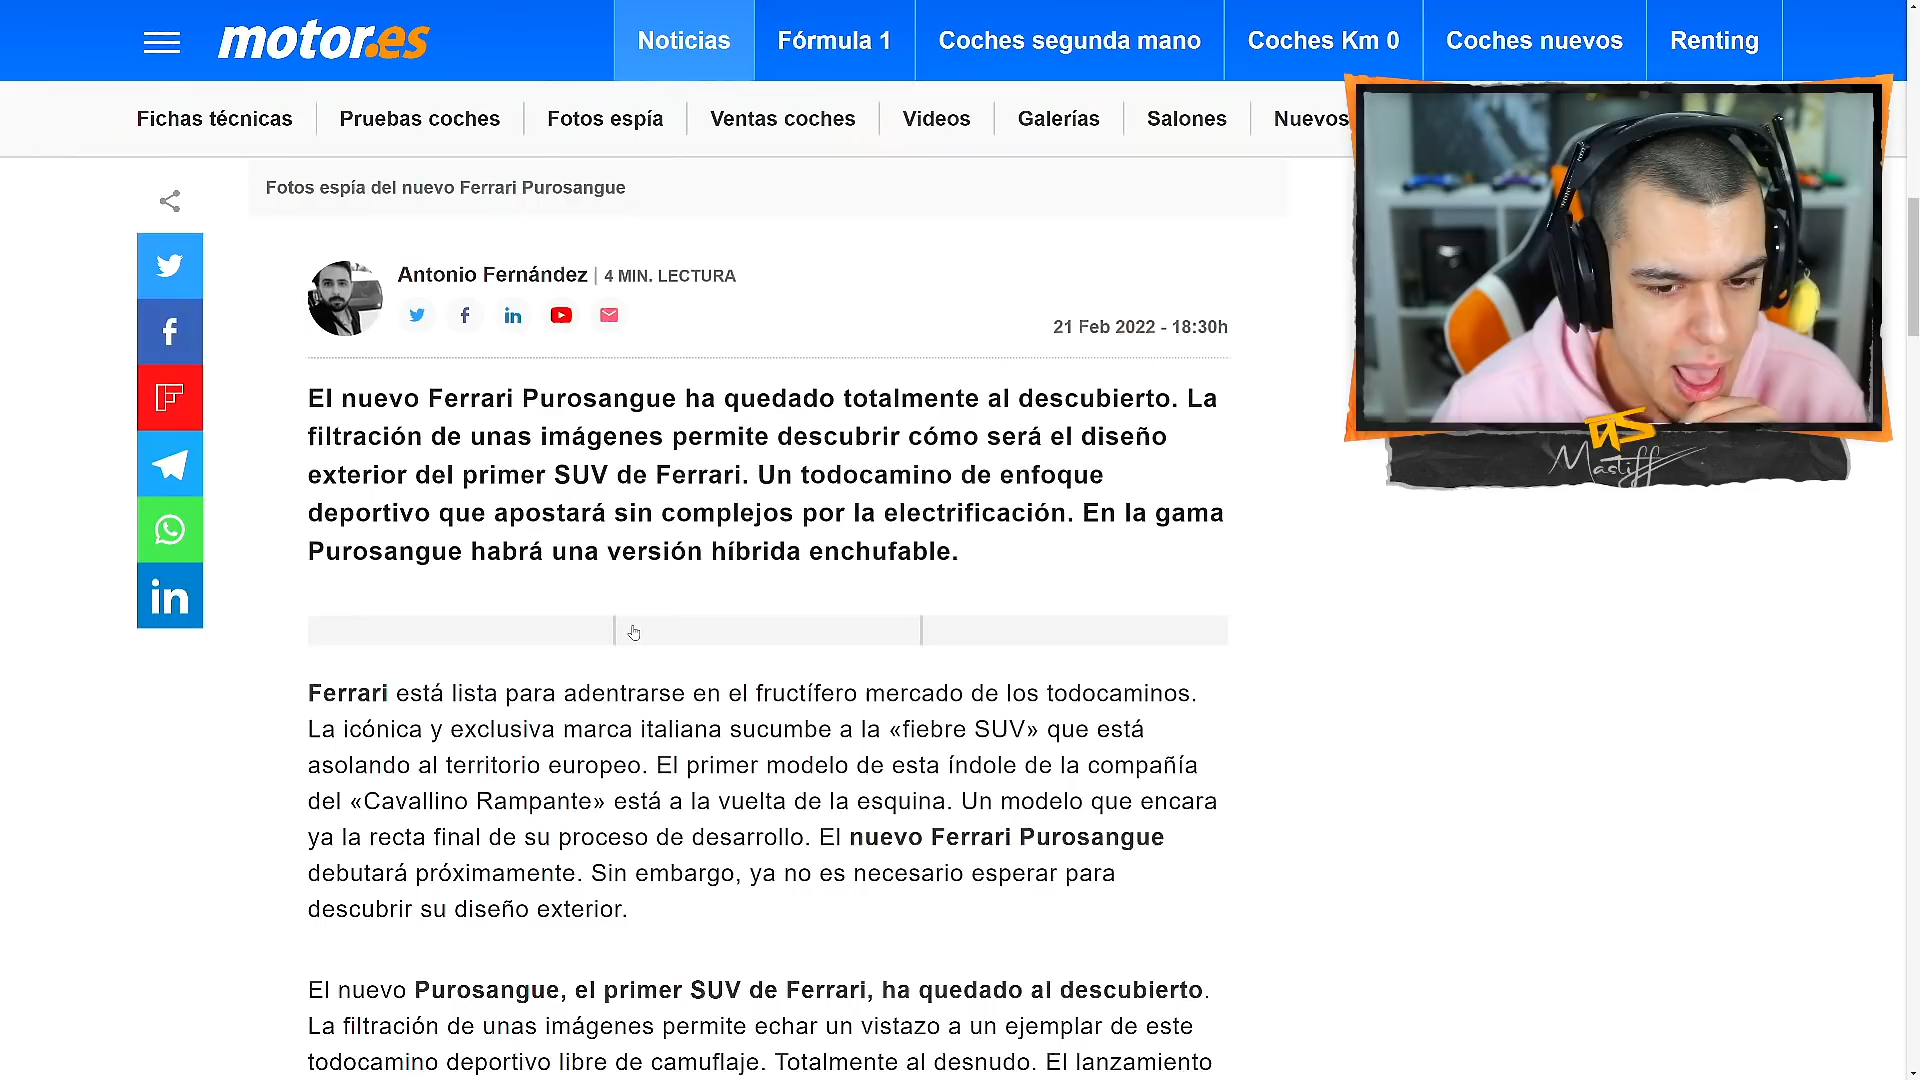 motor.es
Noticias
Fórmula 1
Coches segunda mano
Coches Km 0
Coches nuevos
Renting
Fichas técnicas
Pruebas coches
Fotos espía
Ventas coches
Videos
Galerías
Salones
Nuevos
Fotos espía del nuevo Ferrari Purosangue
Antonio Fernández | 4 MIN. LECTURA
21 Feb 2022 - 18:30h
El nuevo Ferrari Purosangue ha quedado totalmente al descubierto. La
filtración de unas imágenes permite descubrir cómo será el diseño
exterior del primer SUV de Ferrari. Un todocamino de enfoque
deportivo que apostará sin complejos por la electrificación. En la gama
Purosangue habrá una versión híbrida enchufable.
Ferrari está lista para adentrarse en el fructífero mercado de los todocaminos.
La icónica y exclusiva marca italiana sucumbe a la «fiebre SUV» que está
asolando al territorio europeo. El primer modelo de esta índole de la compañía
del «Cavallino Rampante» está a la vuelta de la esquina. Un modelo que encara
ya la recta final de su proceso de desarrollo. El nuevo Ferrari Purosangue
debutará próximamente. Sin embargo, ya no es necesario esperar para
descubrir su diseño exterior.
El nuevo Purosangue, el primer SUV de Ferrari, ha quedado al descubierto.
La filtración de unas imágenes permite echar un vistazo a un ejemplar de este
todocamino deportivo libre de camuflaje. Totalmente al desnudo. El lanzamiento
Mastiff